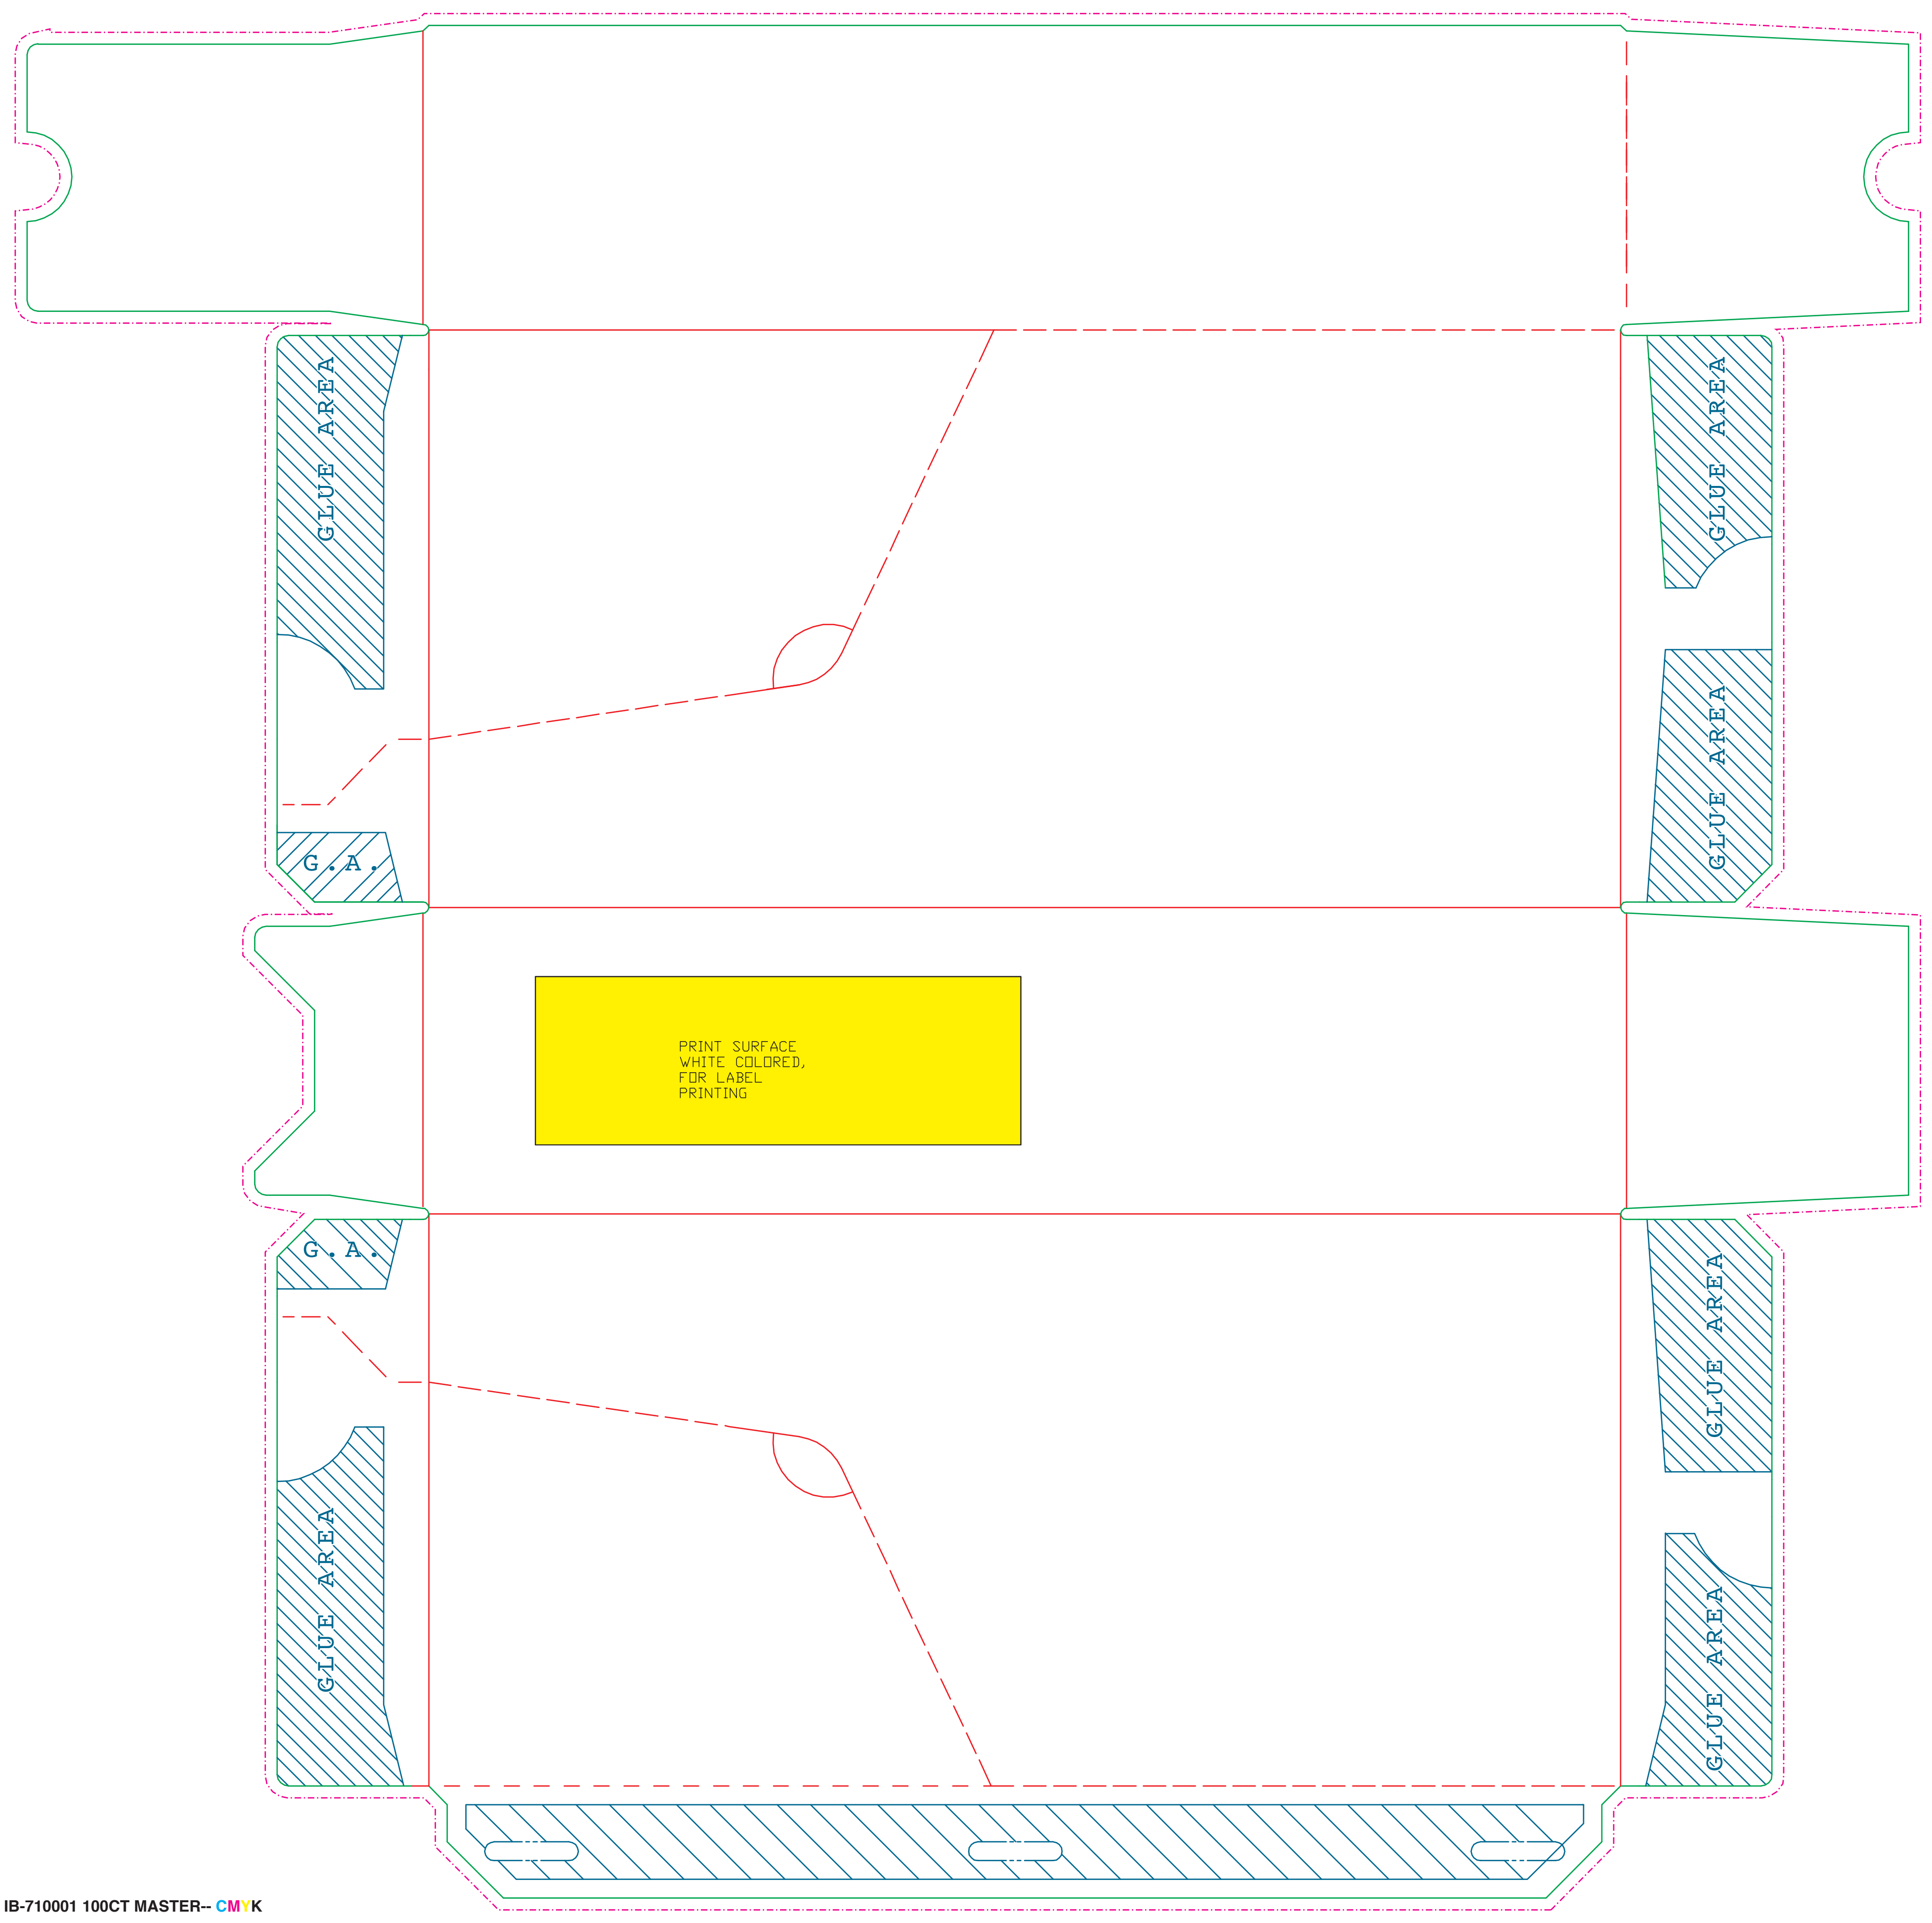 GLUE AREA
GLUE AREA
GLUE AREA
G.A.
PRINT SURFACE
WHITE COLORED,
FOR LABEL
PRINTING
G.A.
GLUE AREA
GLUE AREA
GLUE AREA
IB-710001 100CT MASTER-- CMYK